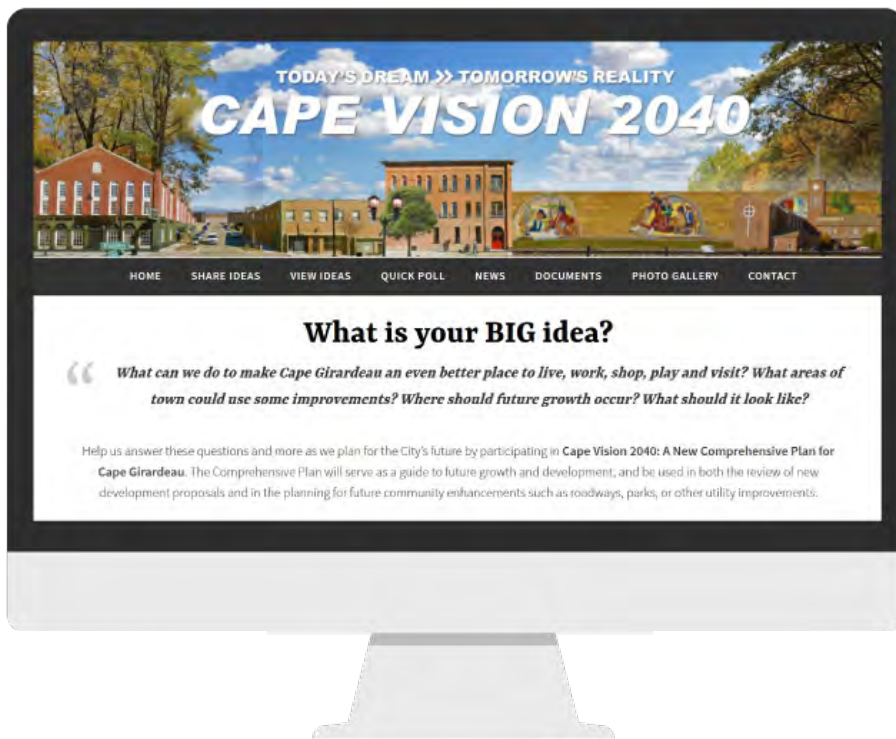 TODAY'S DREAM >> TOMORROW'S REALITY
CAPE VISION 2040
HOME SHARE IDEAS VIEW IDEAS QUICK POLL NEWS DOCUMENTS PHOTO GALLERY CONTACT
What is your BIG idea?
“ What can we do to make Cape Girardeau an even better place to live, work, shop, play and visit? What areas of
town could use some improvements? Where should future growth occur? What should it look like?
Help us answer these questions and more as we plan for the City's future by participating in Cape Vision 2040: A New Comprehensive Plan for
Cape Girardeau. The Comprehensive Plan will serve as a guide to future growth and development, and be used in both the review of new
development proposals and in the planning for future community enhancements such as roadways, parks, or other utility improvements.